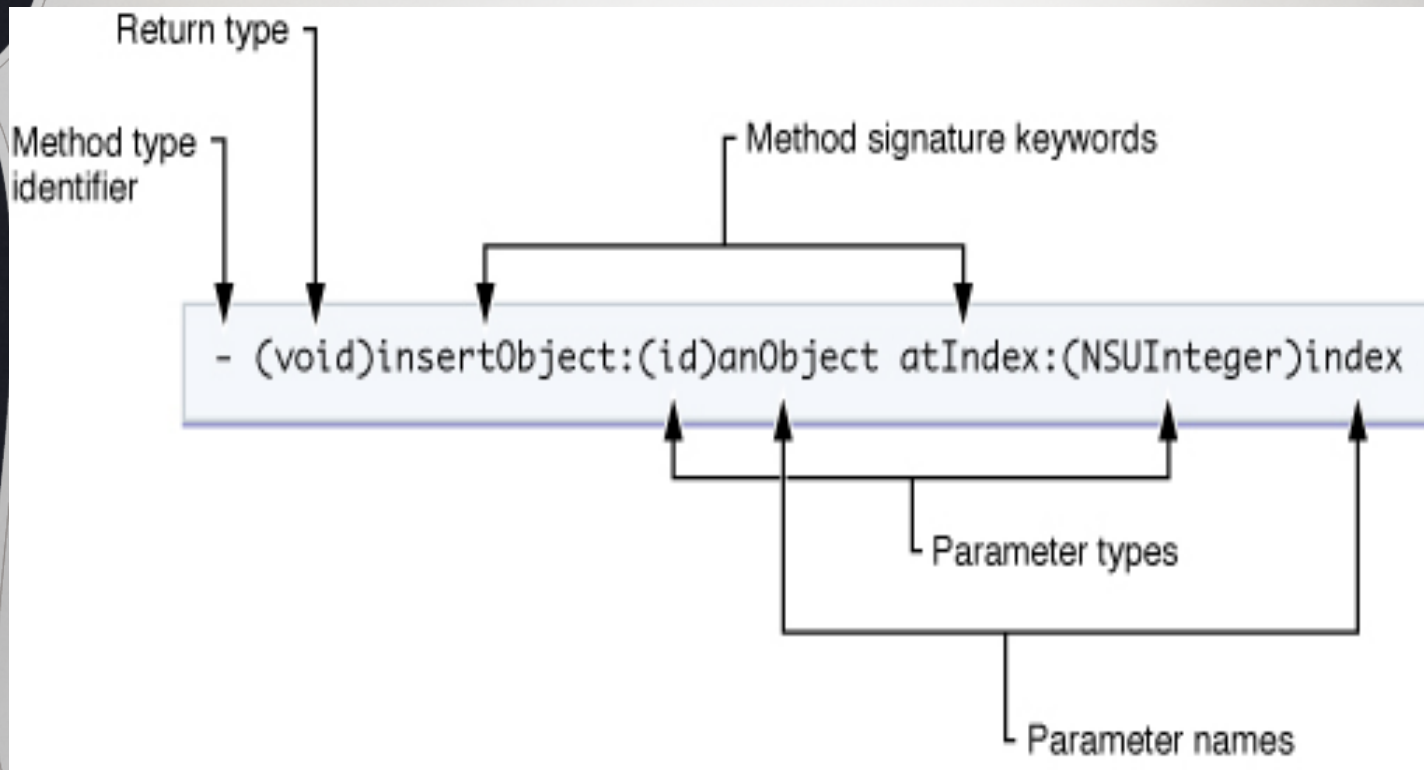 Return type
Method type
identifier
Method signature keywords
- (void)insertObject:(id)anObject atIndex:(NSUInteger)index
Parameter types
Parameter names